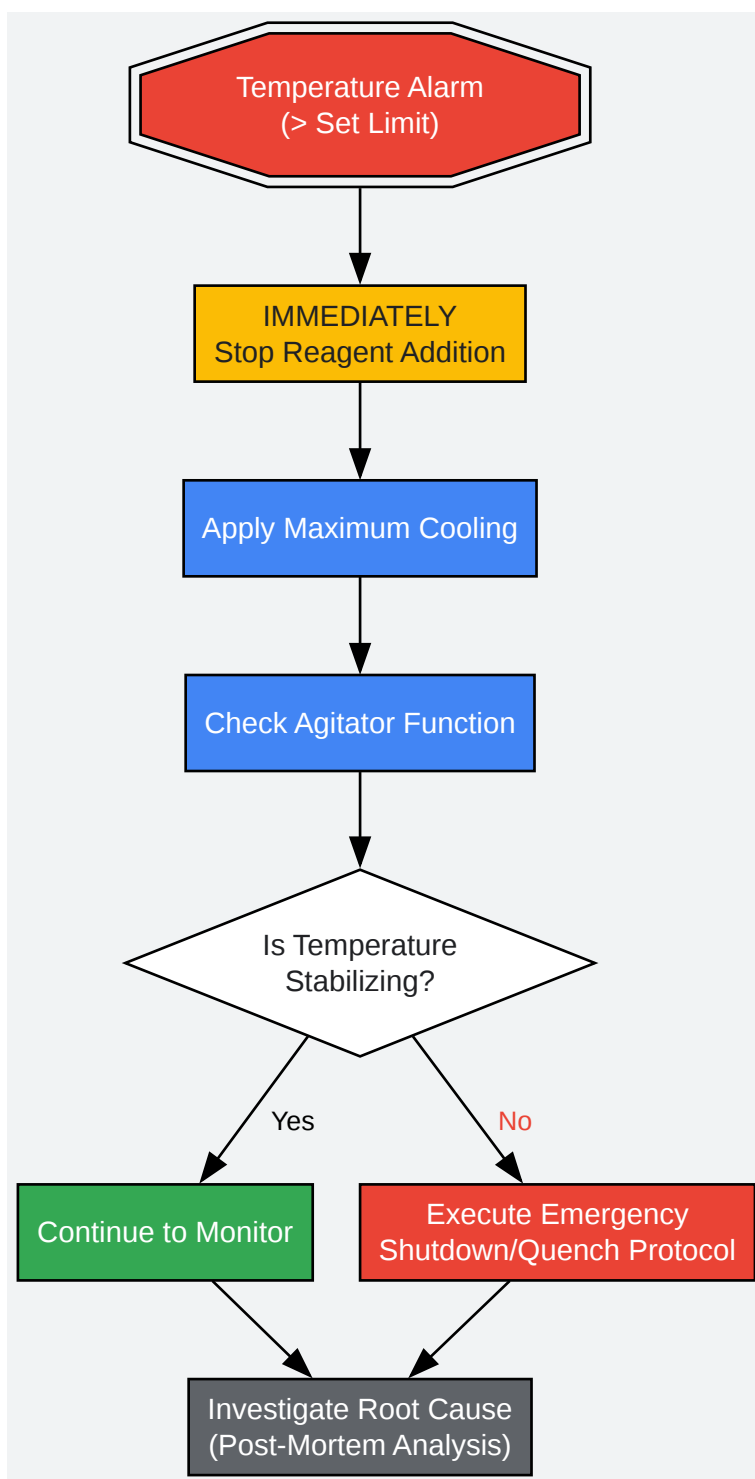 Temperature Alarm
(> Set Limit)
IMMEDIATELY
Stop Reagent Addition
Apply Maximum Cooling
Check Agitator Function
Is Temperature
Stabilizing?
Yes
No
Continue to Monitor
Execute Emergency
Shutdown/Quench Protocol
Investigate Root Cause
(Post-Mortem Analysis)